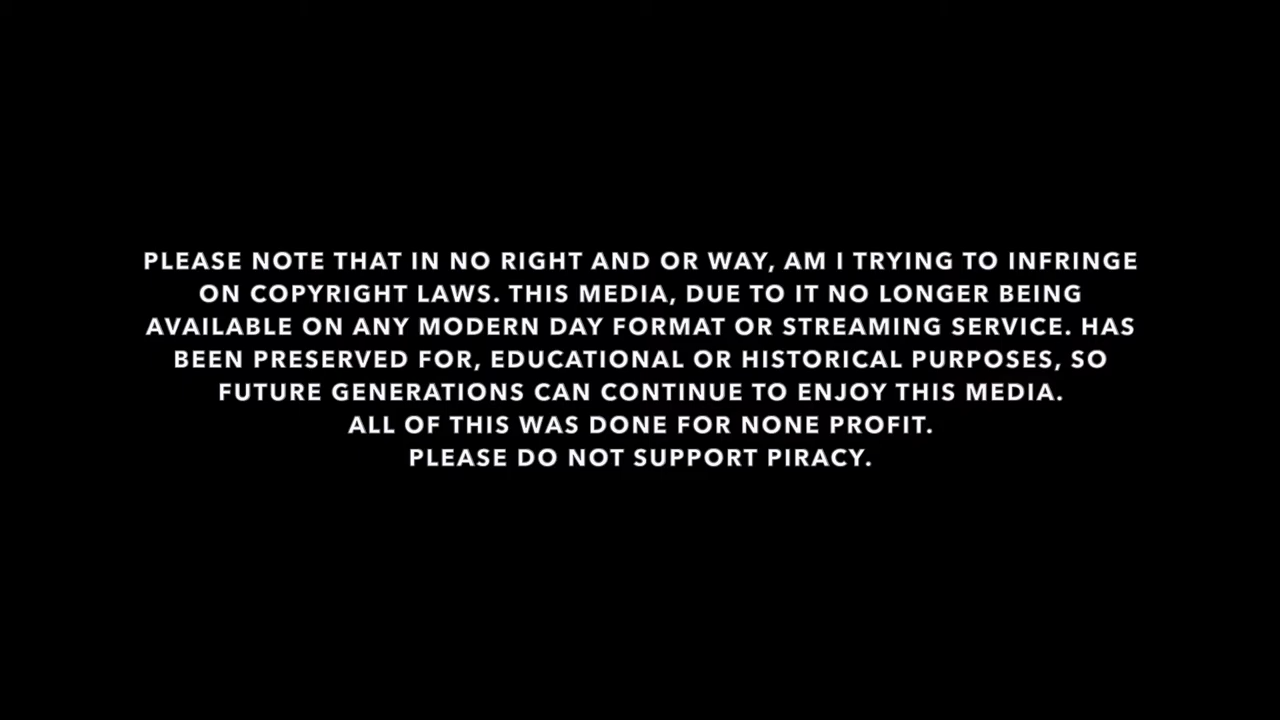 PLEASE NOTE THAT IN NO RIGHT AND OR WAY, AM I TRYING TO INFRINGE
ON COPYRIGHT LAWS. THIS MEDIA, DUE TO IT NO LONGER BEING
AVAILABLE ON ANY MODERN DAY FORMAT OR STREAMING SERVICE. HAS
BEEN PRESERVED FOR, EDUCATIONAL OR HISTORICAL PURPOSES, SO
FUTURE GENERATIONS CAN CONTINUE TO ENJOY THIS MEDIA.
ALL OF THIS WAS DONE FOR NONE PROFIT.
PLEASE DO NOT SUPPORT PIRACY.